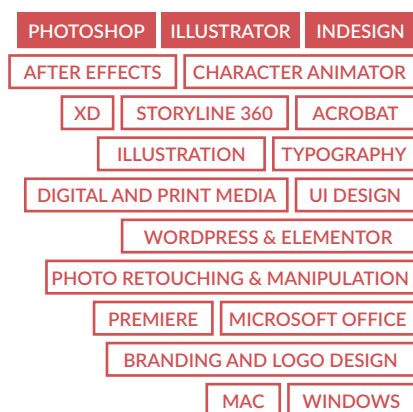 PHOTOSHOP ILLUSTRATOR INDESIGN
AFTER EFFECTS CHARACTER ANIMATOR
XD STORYLINE 360 ACROBAT
ILLUSTRATION TYPOGRAPHY
DIGITAL AND PRINT MEDIA UI DESIGN
WORDPRESS & ELEMENTOR
PHOTO RETOUCHING & MANIPULATION
PREMIERE MICROSOFT OFFICE
BRANDING AND LOGO DESIGN
MAC WINDOWS